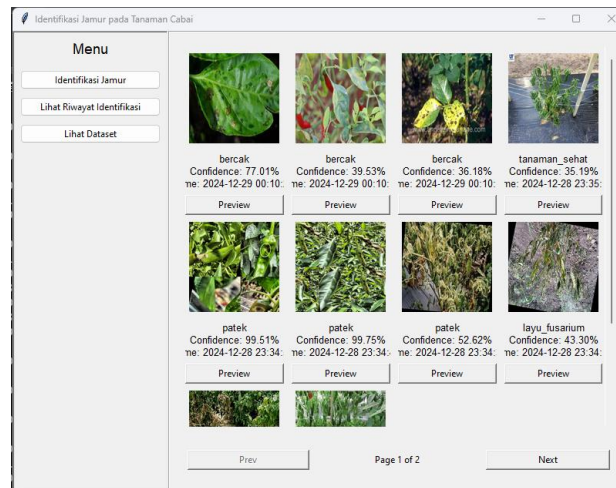 Identifikasi Jamur pada Tanaman Cabai
Menu
Identifikasi Jamur
Lihat Riwayat Identifikasi
Lihat Dataset
bercak bercak bercak tanaman_sehat
Confidence: 77.01% Confidence: 39.53% Confidence: 36.18% Confidence: 35.19%
me: 2024-12-29 00:10: me: 2024-12-29 00:10: me: 2024-12-29 00:10: me: 2024-12-28 23:35:
Preview Preview Preview Preview
patek patek patek layu_fusarium
Confidence: 99.51% Confidence: 99.75% Confidence: 52.62% Confidence: 43.30%
me: 2024-12-28 23:34: me: 2024-12-28 23:34: me: 2024-12-28 23:34: me: 2024-12-28 23:34:
Preview Preview Preview Preview
Prev Page 1 of 2 Next